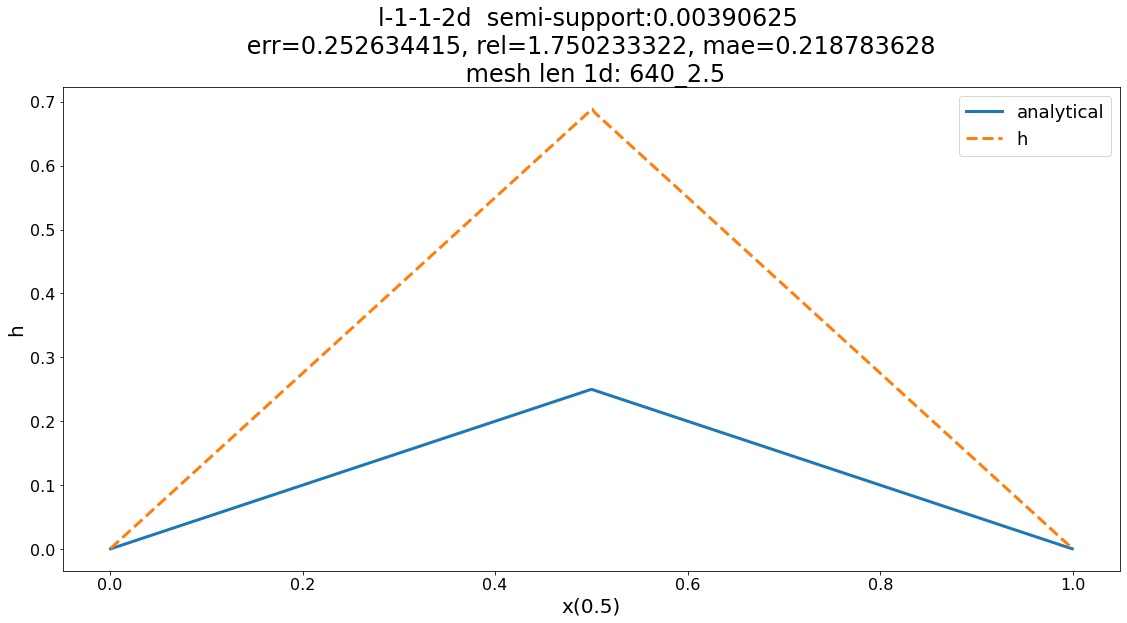 l-1-1-2d  semi-support:0.00390625
err=0.252634415, rel=1.750233322, mae=0.218783628
mesh len 1d: 640_2.5
analytical
h
h
0.7
0.6
0.5
0.4
0.3
0.2
0.1
0.0
0.0 0.2 0.4 0.6 0.8 1.0
x(0.5)